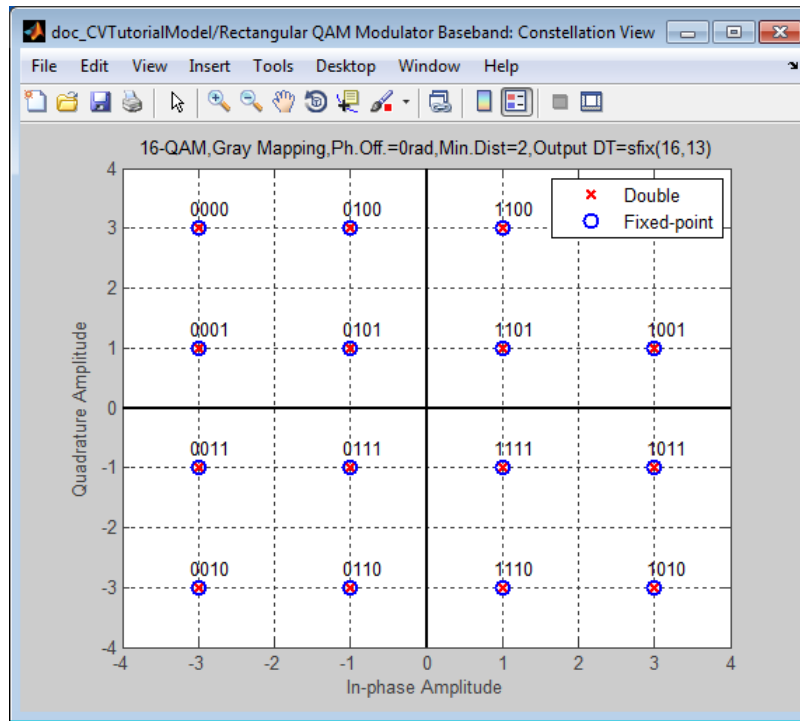 doc_CVTutorialModel/Rectangular QAM Modulator Baseband: Constellation View
File Edit View Insert Tools Desktop Window Help
16-QAM,Gray Mapping,Ph.Off.=0rad,Min.Dist=2,Output DT=sfix(16,13)
Double
Fixed-point
4
3
2
1
0
-1
-2
-3
-4
0000 0100 1100
0001 0101 1101 1001
0011 0111 1111 1011
0010 0110 1110 1010
-4 -3 -2 -1 0 1 2 3 4
Quadrature Amplitude
In-phase Amplitude